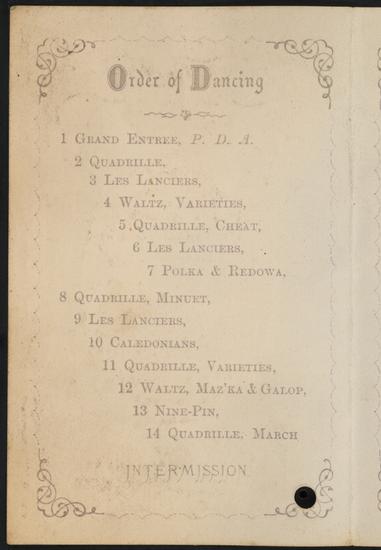 Order of Dancing
1 GRAND ENTREE, P. D. A.
2 QUADRILLE,
3 LES LANCIERS,
4 WALTZ, VARIETIES,
5 QUADRILLE, CHEAT,
6 LES LANCIERS,
7 POLKA & REDOWA,
8 QUADRILLE, MINUET,
9 LES LANCIERS,
10 CALEDONIANS,
11 QUADRILLE, VARIETIES,
12 WALTZ, MAZ'KA & GALOP,
13 NINE-PIN,
14 QUADRILLE, MARCH
INTERMISSION